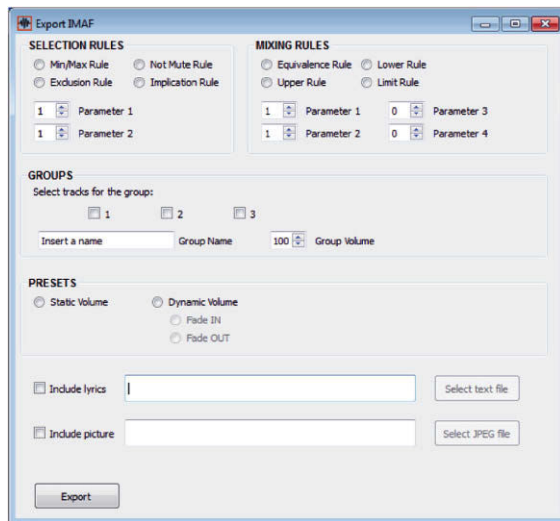 Export IMAF
SELECTION RULES
Min/Max Rule Not Mute Rule
Exclusion Rule Implication Rule
1 Parameter 1
1 Parameter 2
MIXING RULES
Equivalence Rule Lower Rule
Upper Rule Limit Rule
1 Parameter 1 0 Parameter 3
1 Parameter 2 0 Parameter 4
GROUPS
Select tracks for the group:
1 2 3
Insert a name Group Name 100 Group Volume
PRESETS
Static Volume Dynamic Volume
Fade IN
Fade OUT
Include lyrics Select text file
Include picture Select JPEG file
Export